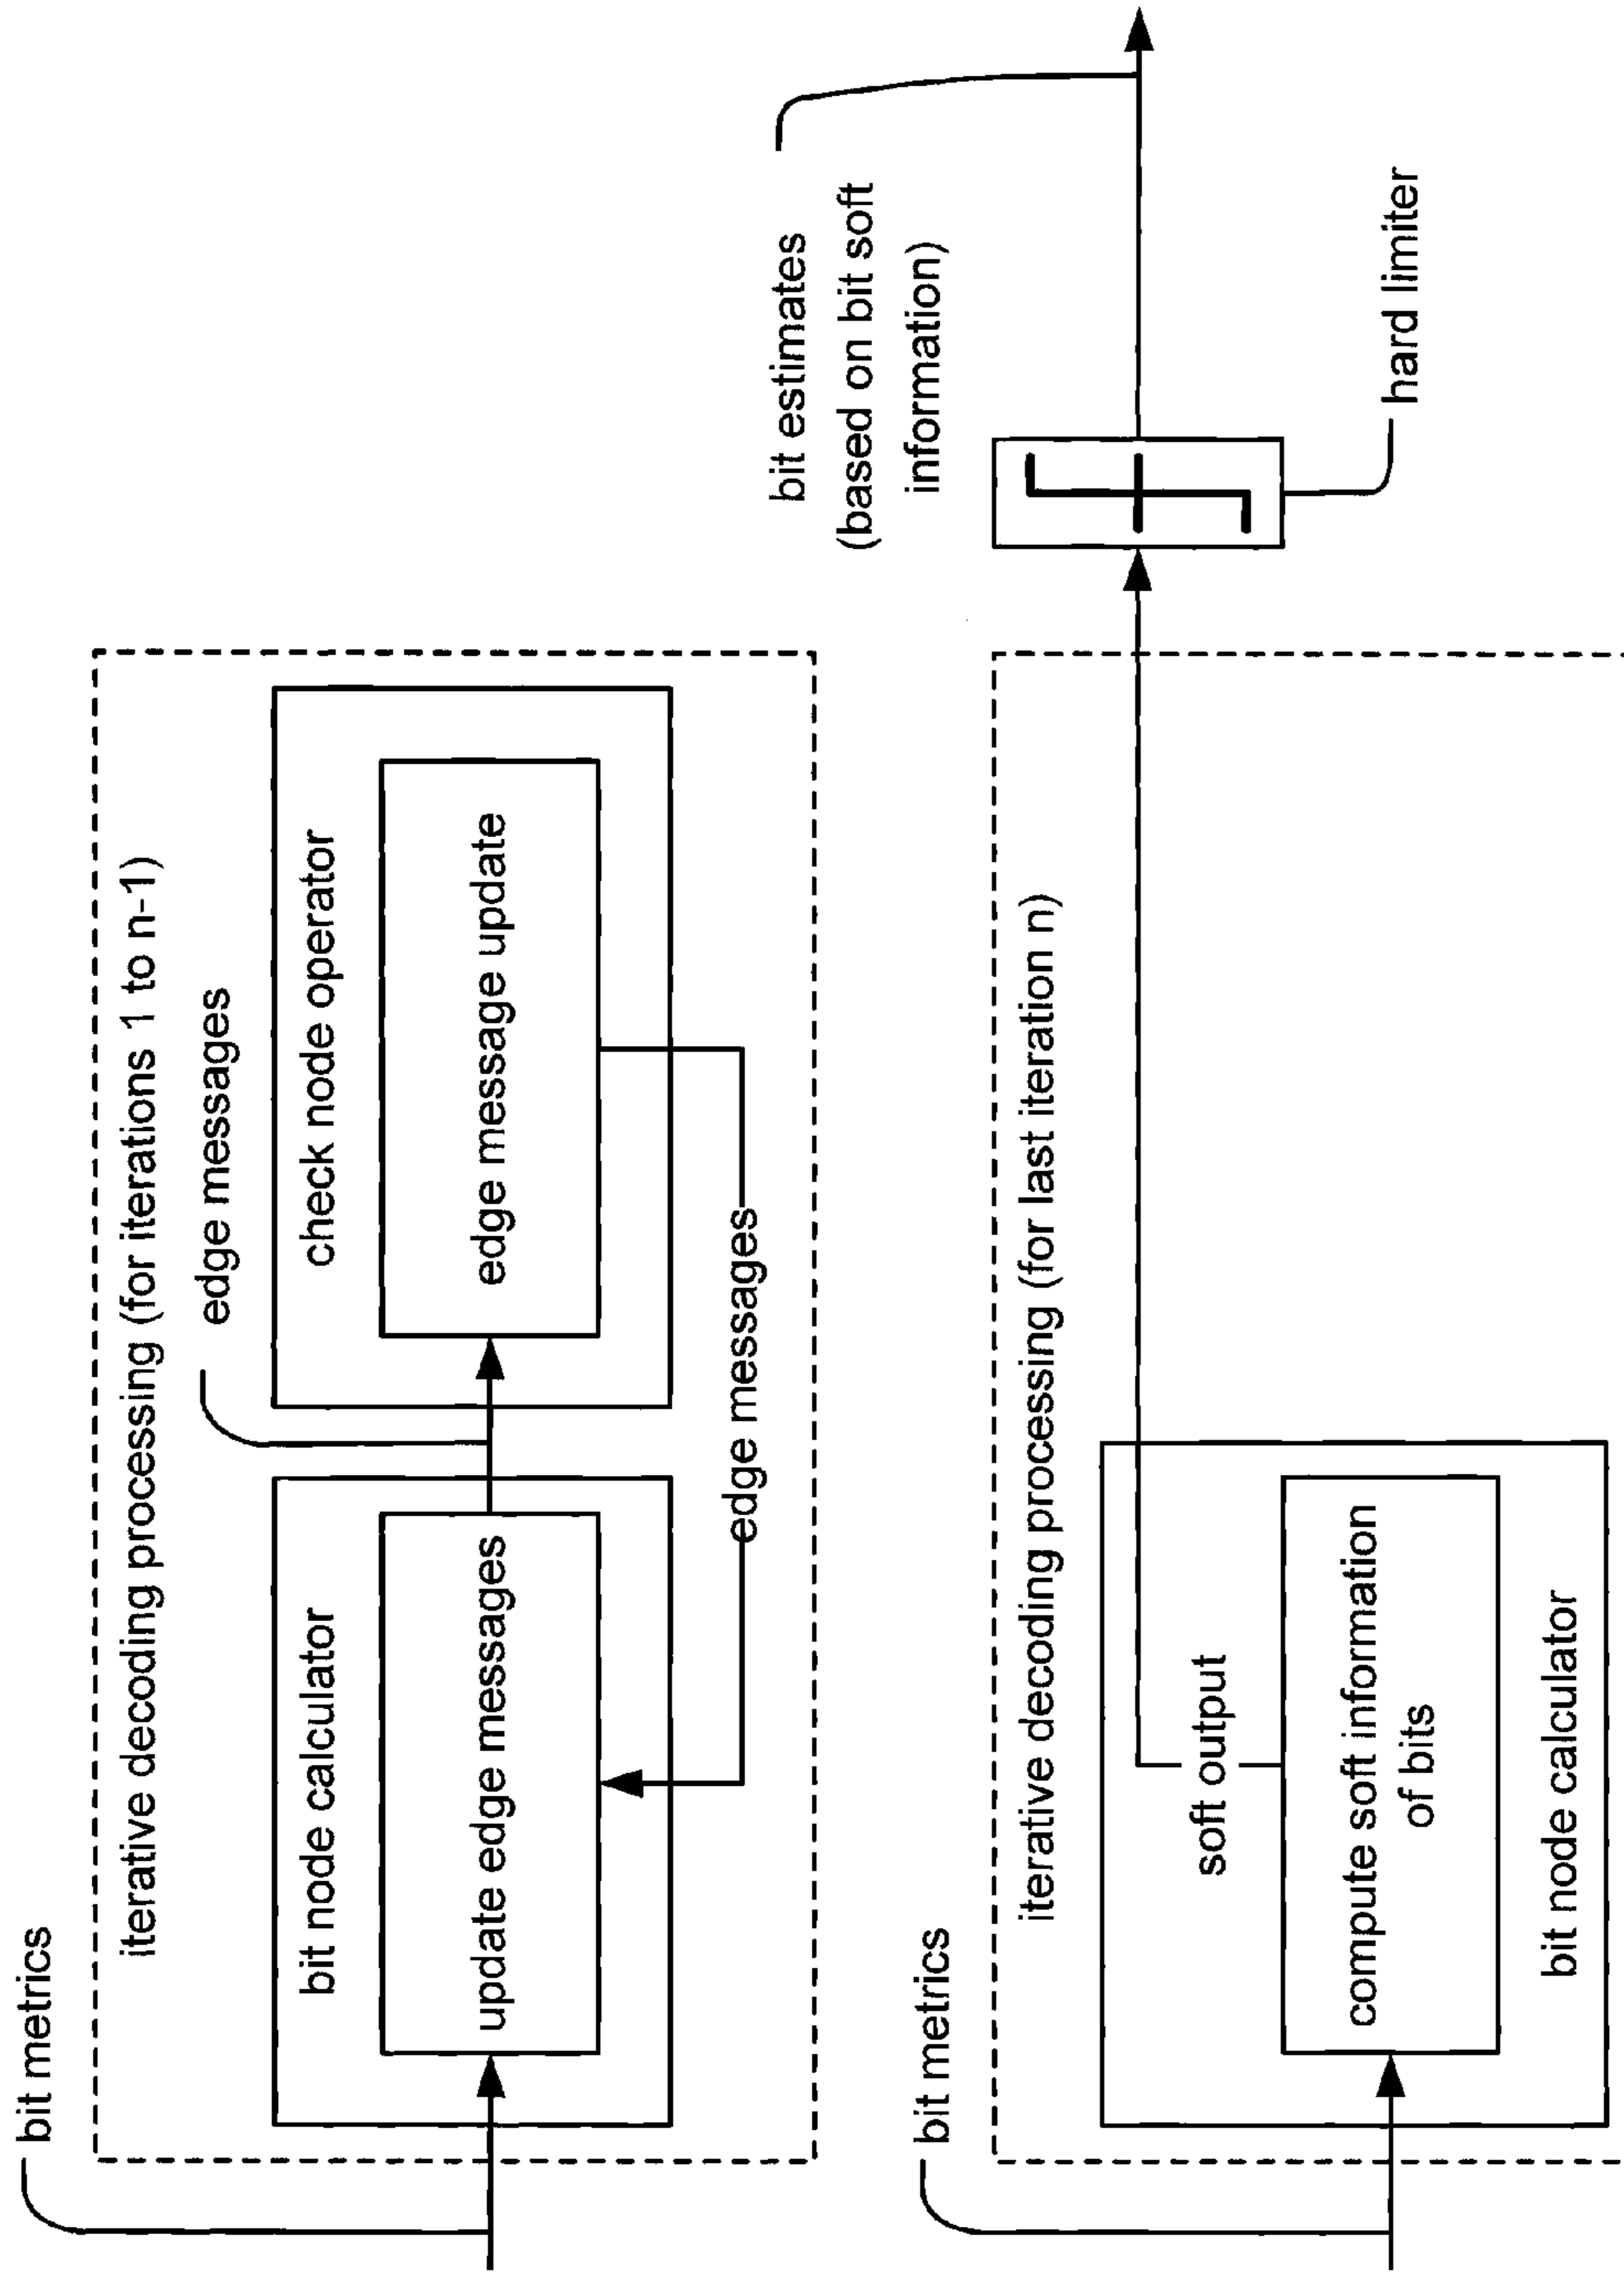 bit metrics
iterative decoding processing (for iterations 1 to n-1)
edge messages
bit node calculator
update edge messages
check node operator
edge message update
edge messages
bit metrics
iterative decoding processing (for last iteration n)
soft output
compute soft information
of bits
bit node calculator
bit estimates
(based on bit soft
information)
hard limiter